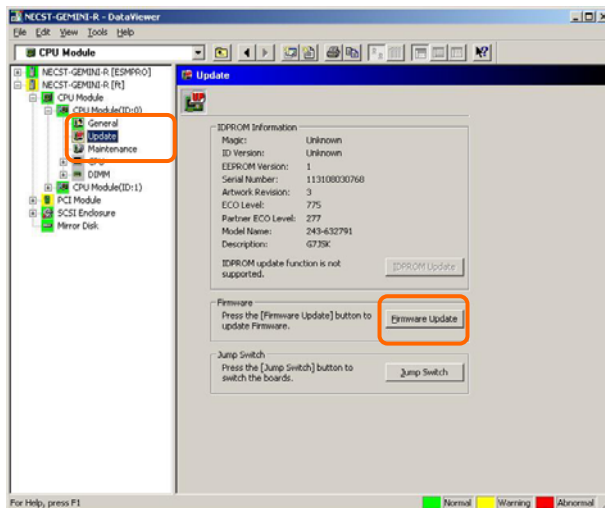 NECST-GEMINI-R - DataViewer
File Edit View Tools Help
CPU Module
NECST-GEMINI-R [ESMPRO]
NECST-GEMINI-R [ft]
CPU Module
CPU Module(ID:0)
General
Update
Maintenance
CPU
DIMM
CPU Module(ID:1)
PCI Module
SCSI Enclosure
Mirror Disk
Update
IDPROM Information
Magic: Unknown
ID Version: Unknown
EEPROM Version: 1
Serial Number: 113108030768
Artwork Revision: 3
ECO Level: 775
Partner ECO Level: 277
Model Name: 243-632791
Description: G7JSK
IDPROM update function is not
supported.
IDPROM Update
Firmware
Press the [Firmware Update] button to
update Firmware.
Firmware Update
Jump Switch
Press the [Jump Switch] button to
switch the boards.
Jump Switch
For Help, press F1
Normal Warning Abnormal